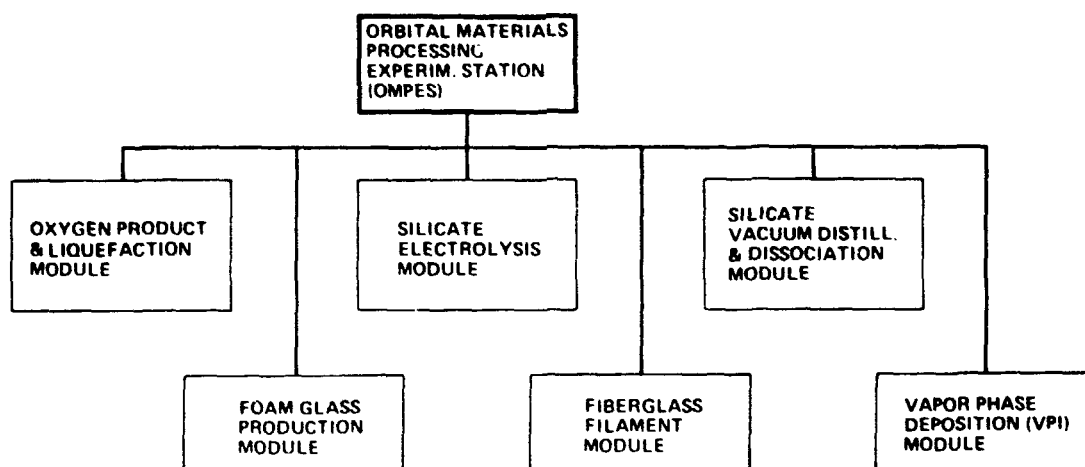 ORBITAL MATERIALS
PROCESSING
EXPERIM. STATION
(OMPES)
OXYGEN PRODUCT
& LIQUEFACTION
MODULE
SILICATE
ELECTROLYSIS
MODULE
SILICATE
VACUUM DISTILL.
& DISSOCIATION
MODULE
FOAM GLASS
PRODUCTION
MODULE
FIBERGLASS
FILAMENT
MODULE
VAPOR PHASE
DEPOSITION (VPI)
MODULE